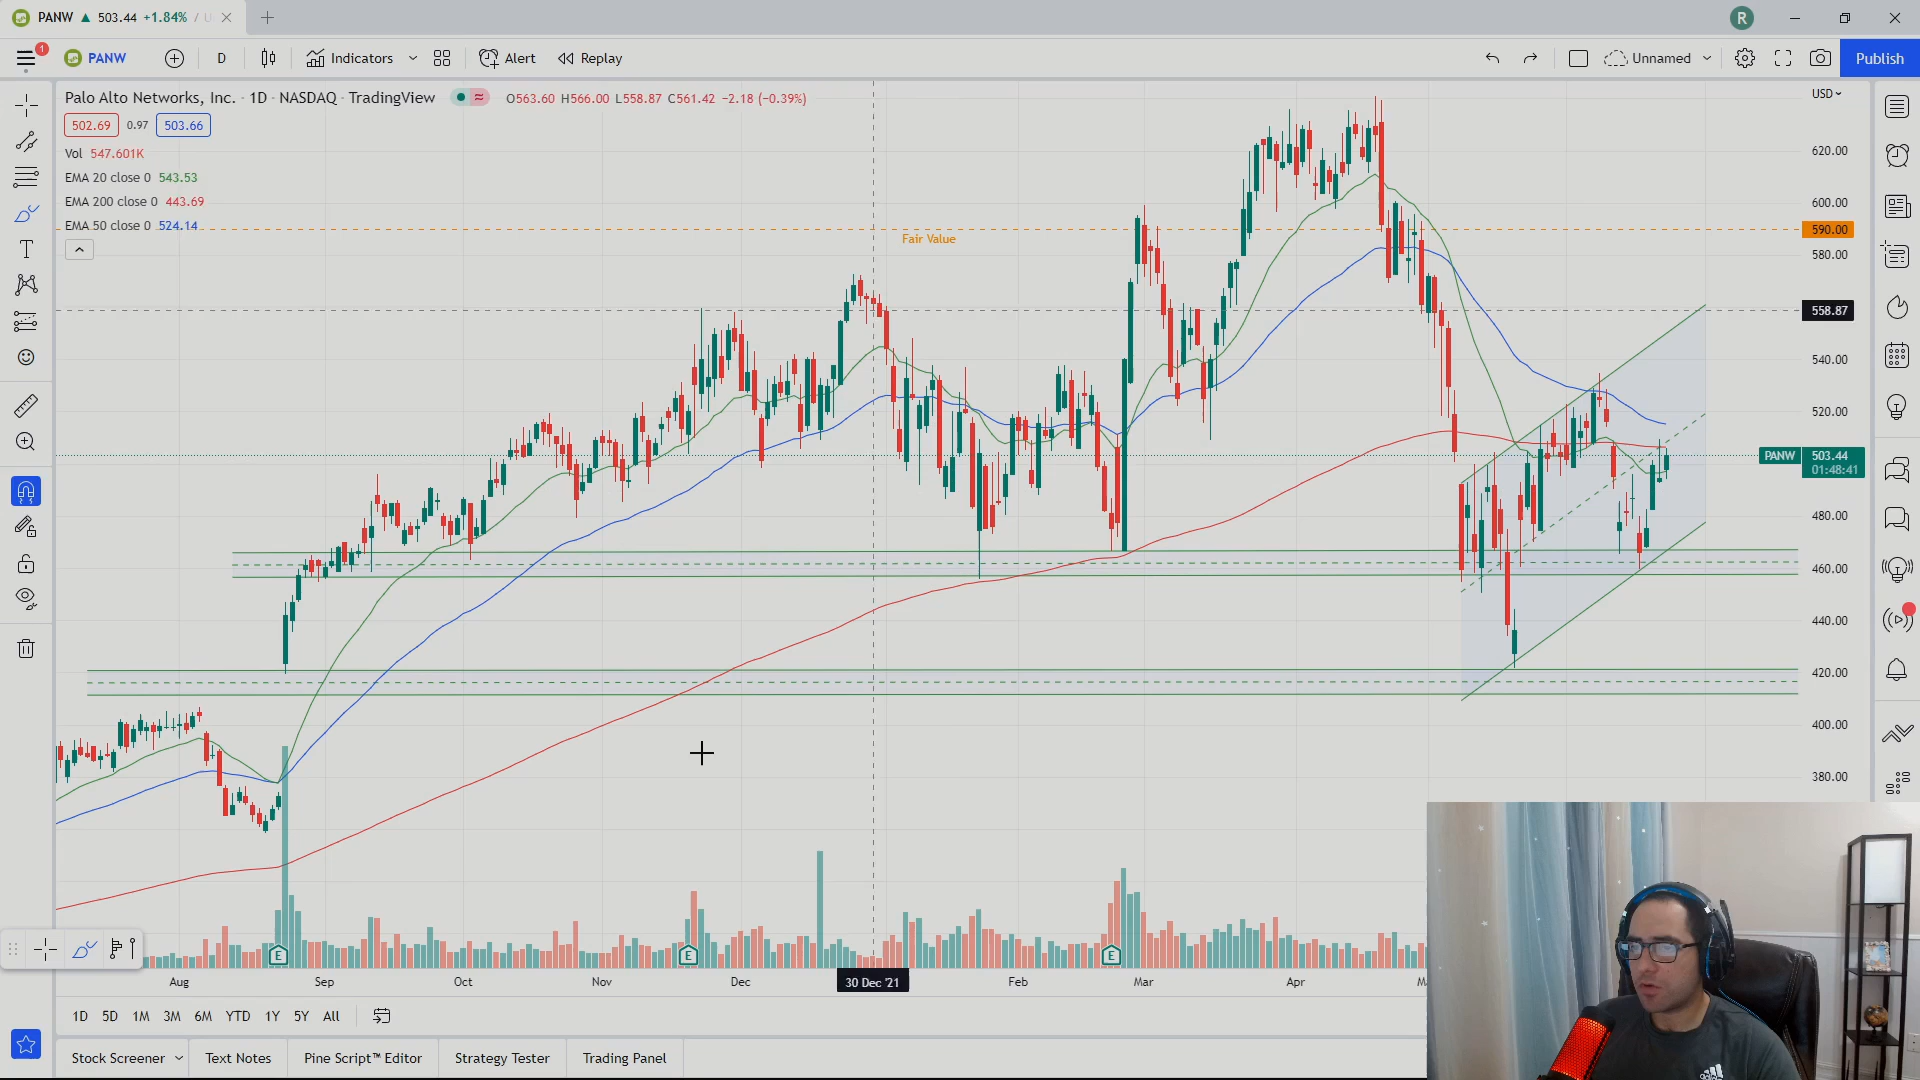 PANW ▲ 503.44 +1.84% / U
R
1
PANW
D
Indicators
Alert
Replay
Unnamed
Publish
Palo Alto Networks, Inc. · 1D · NASDAQ · TradingView
O563.60 H566.00 L558.87 C561.42 −2.18 (−0.39%)
USD
502.69
0.97
503.66
Vol 547.601K
EMA 20 close 0 543.53
EMA 200 close 0 443.69
EMA 50 close 0 524.14
Fair Value
620.00
600.00
590.00
580.00
558.87
540.00
520.00
PANW 503.44
01:48:41
480.00
460.00
440.00
420.00
400.00
380.00
T
E
E
E
Aug
Sep
Oct
Nov
Dec
30 Dec '21
Feb
Mar
Apr
1D
5D
1M
3M
6M
YTD
1Y
5Y
All
Stock Screener
Text Notes
Pine Script™ Editor
Strategy Tester
Trading Panel